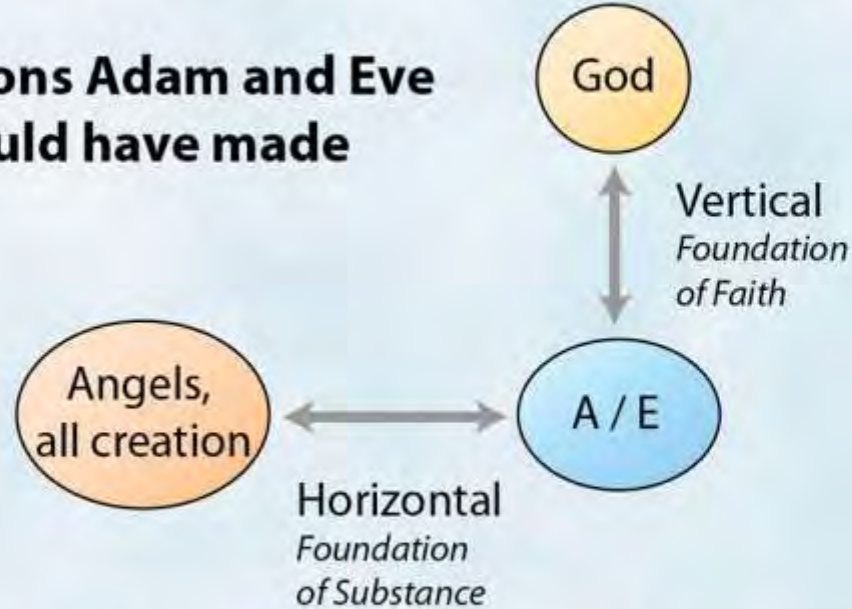 ons Adam and Eve
uld have made
God
Vertical
Foundation
of Faith
Angels,
all creation
A / E
Horizontal
Foundation
of Substance